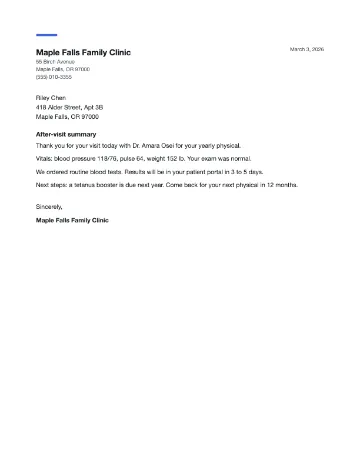 Maple Falls Family Clinic
March 3, 2026
55 Birch Avenue
Maple Falls, OR 97000
(555) 010-3355
Riley Chen
418 Alder Street, Apt 3B
Maple Falls, OR 97000
After-visit summary
Thank you for your visit today with Dr. Amara Osei for your yearly physical.
Vitals: blood pressure 118/76, pulse 64, weight 152 lb. Your exam was normal.
We ordered routine blood tests. Results will be in your patient portal in 3 to 5 days.
Next steps: a tetanus booster is due next year. Come back for your next physical in 12 months.
Sincerely,
Maple Falls Family Clinic